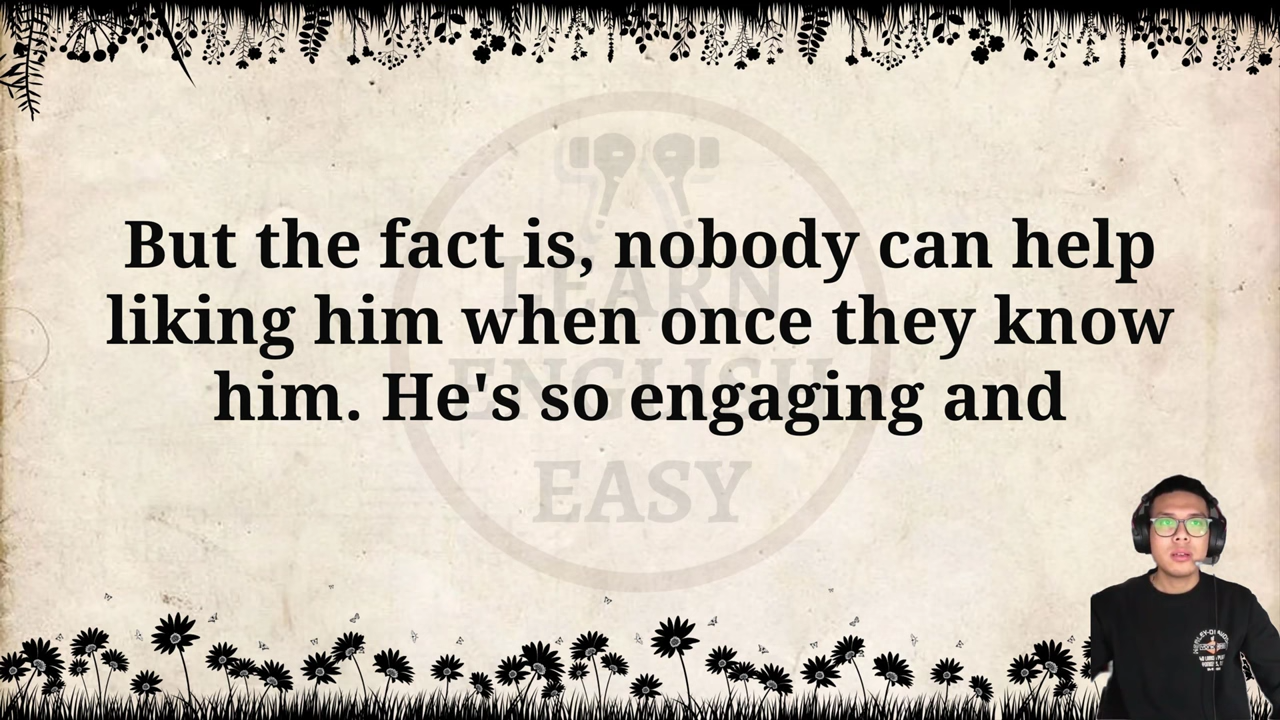 But the fact is, nobody can help
liking him when once they know
him. He's so engaging and
LEARN
ENGLISH
EASY